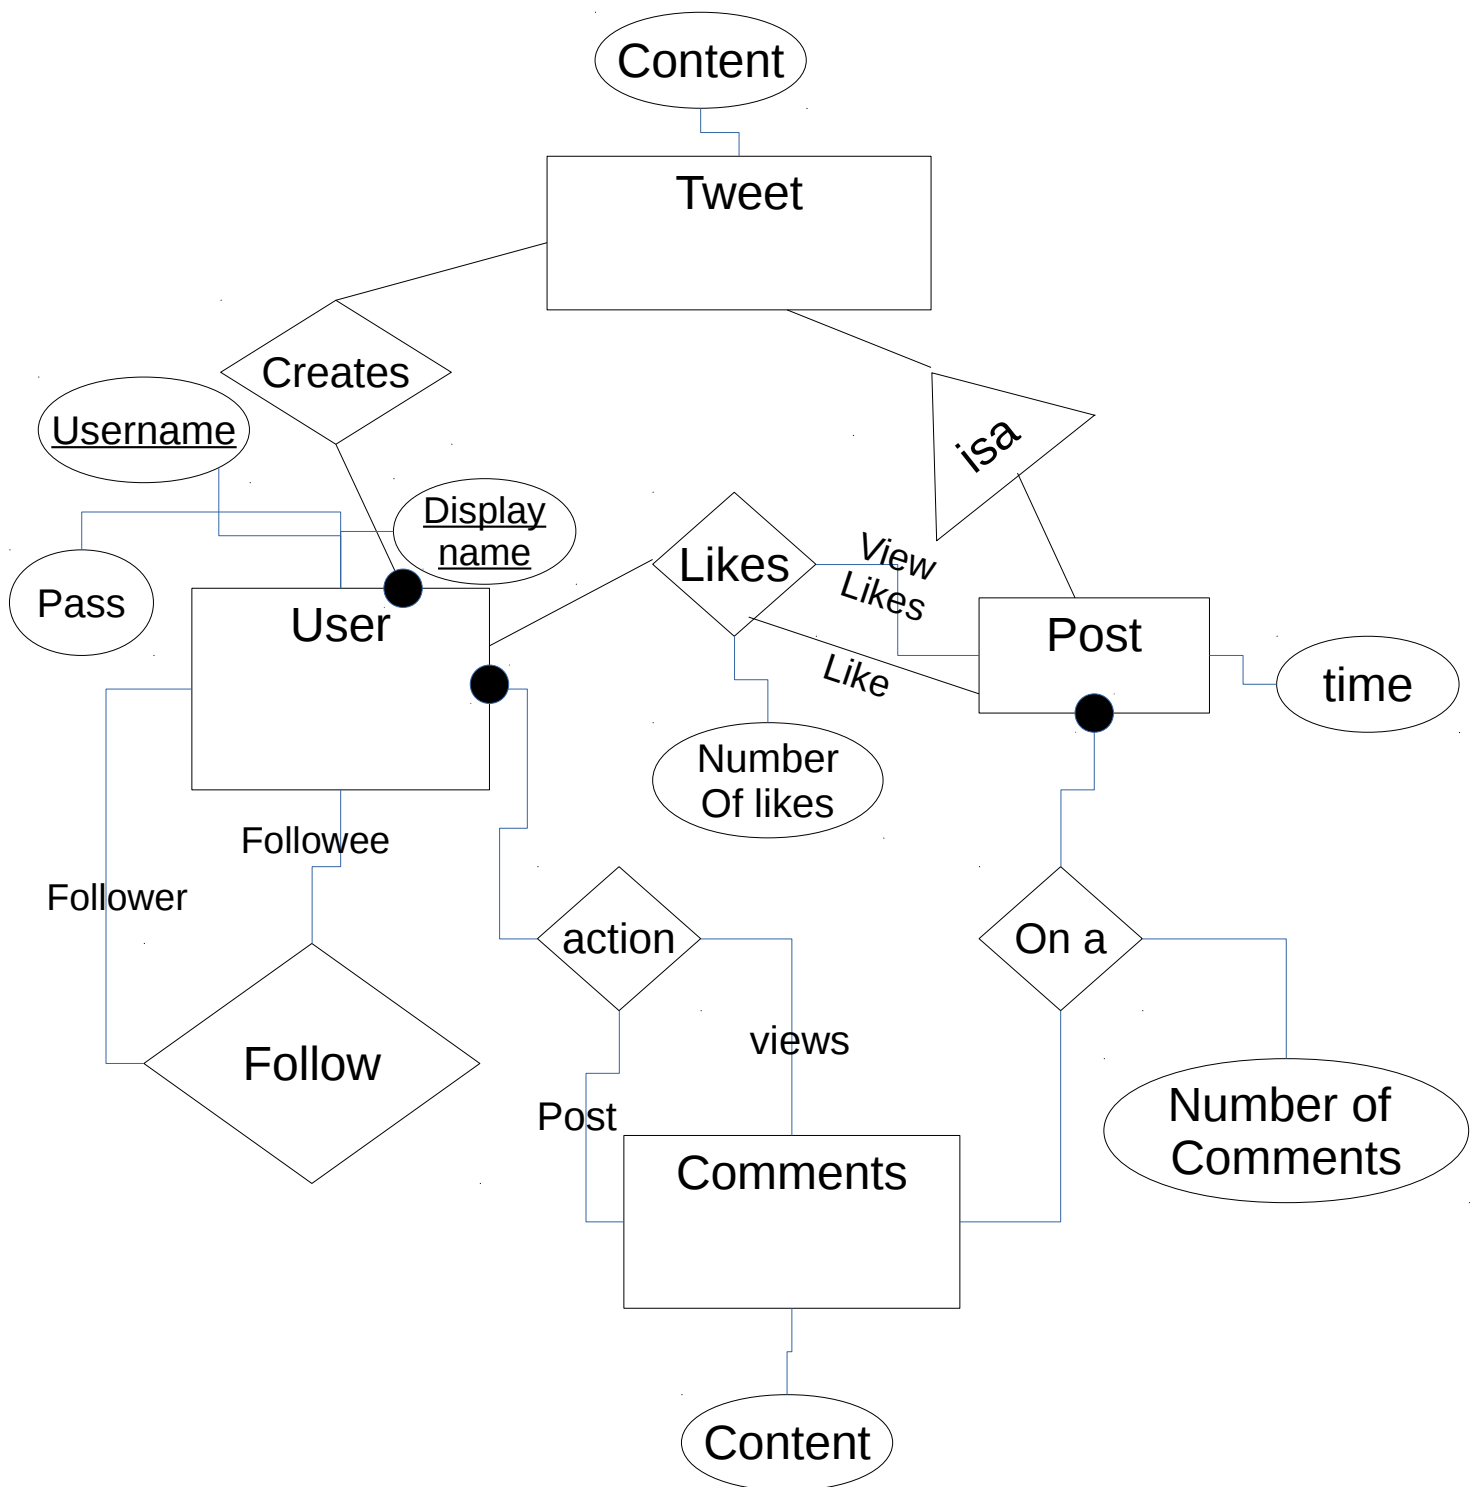 Content
Tweet
Creates
Username
isa
Display
name
View
Likes
Likes
Pass
User
Post
Like
time
Number
Of likes
Followee
Follower
action
On a
views
Follow
Post
Number of
Comments
Comments
Content